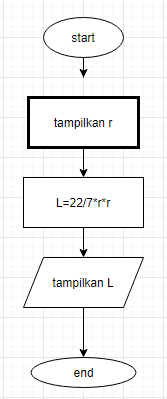 start
tampilkan r
L=22/7*r*r
tampilkan L
end